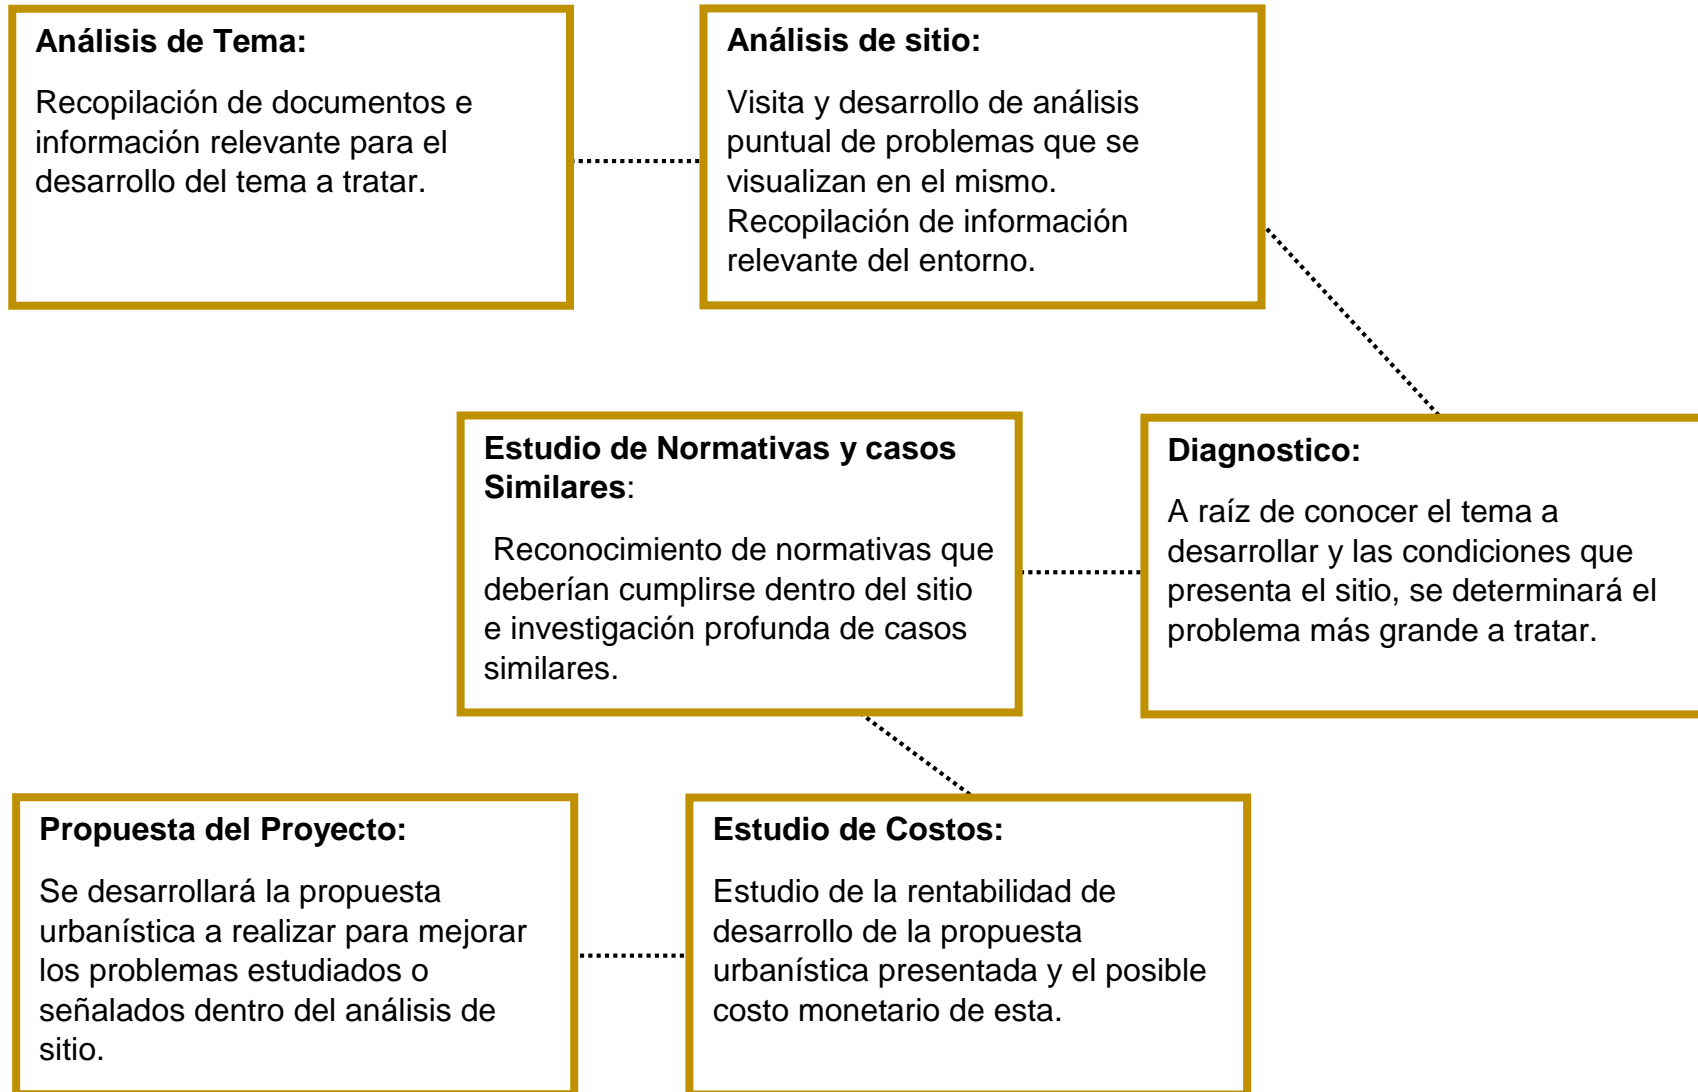 Análisis de Tema:
Recopilación de documentos e
información relevante para el
desarrollo del tema a tratar.
Análisis de sitio:
Visita y desarrollo de análisis
puntual de problemas que se
visualizan en el mismo.
Recopilación de información
relevante del entorno.
Estudio de Normativas y casos
Similares:
Reconocimiento de normativas que
deberían cumplirse dentro del sitio
e investigación profunda de casos
similares.
Diagnostico:
A raíz de conocer el tema a
desarrollar y las condiciones que
presenta el sitio, se determinará el
problema más grande a tratar.
Propuesta del Proyecto:
Se desarrollará la propuesta
urbanística a realizar para mejorar
los problemas estudiados o
señalados dentro del análisis de
sitio.
Estudio de Costos:
Estudio de la rentabilidad de
desarrollo de la propuesta
urbanística presentada y el posible
costo monetario de esta.